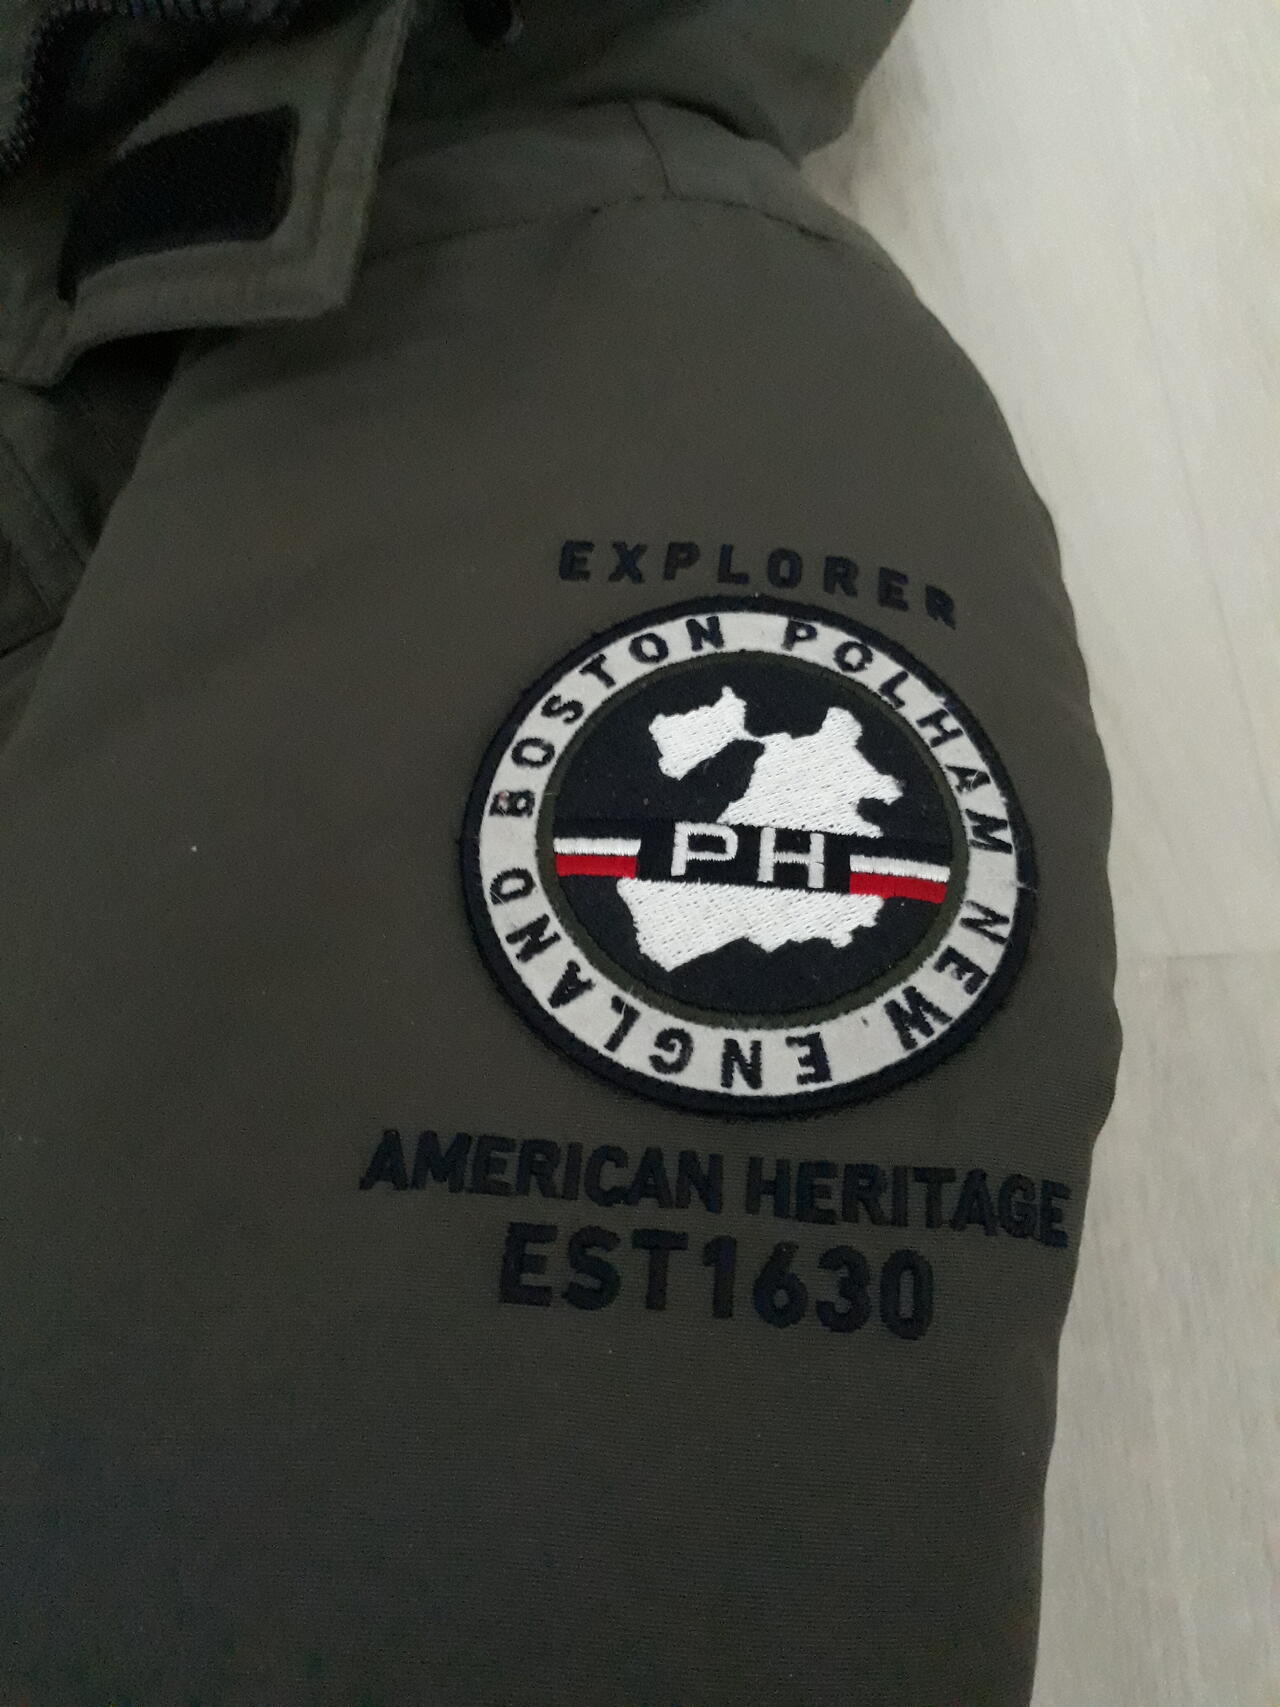 EXPLORER
BOSTON POLHAM NEW ENGLAND
PH
AMERICAN HERITAGE
EST1630